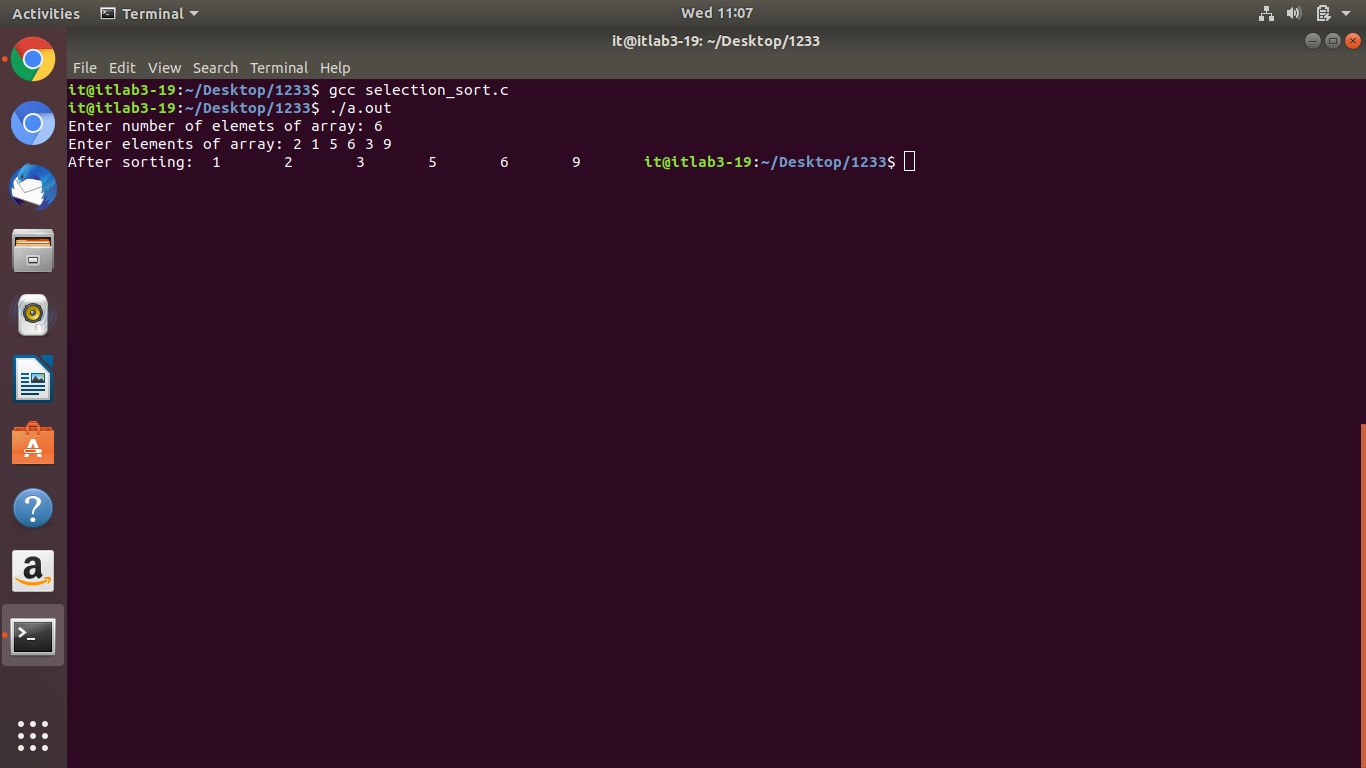 Activities Terminal Wed 11:07
it@itlab3-19: ~/Desktop/1233
File Edit View Search Terminal Help
it@itlab3-19:~/Desktop/1233$ gcc selection_sort.c
it@itlab3-19:~/Desktop/1233$ ./a.out
Enter number of elemets of array: 6
Enter elements of array: 2 1 5 6 3 9
After sorting: 1 2 3 5 6 9 it@itlab3-19:~/Desktop/1233$